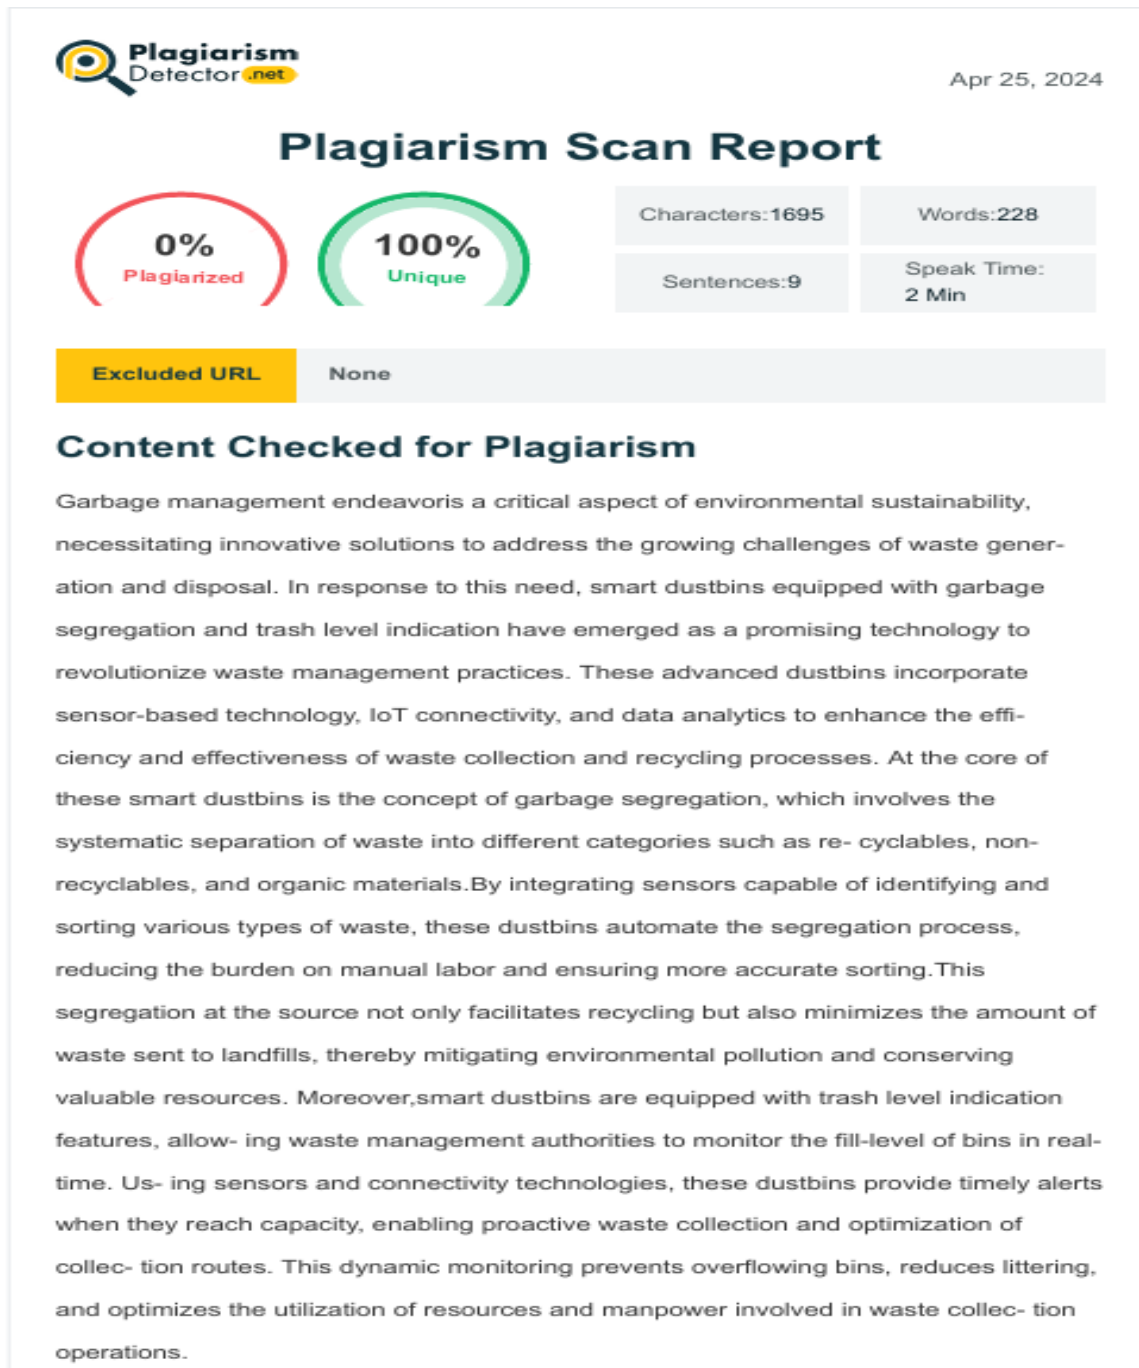 Plagiarism
Detector .net
Apr 25, 2024
Plagiarism Scan Report
0%
Plagiarized
100%
Unique
Characters:1695
Words:228
Sentences:9
Speak Time:
2 Min
Excluded URL None
Content Checked for Plagiarism
Garbage management endeavoris a critical aspect of environmental sustainability,
necessitating innovative solutions to address the growing challenges of waste gener-
ation and disposal. In response to this need, smart dustbins equipped with garbage
segregation and trash level indication have emerged as a promising technology to
revolutionize waste management practices. These advanced dustbins incorporate
sensor-based technology, IoT connectivity, and data analytics to enhance the effi-
ciency and effectiveness of waste collection and recycling processes. At the core of
these smart dustbins is the concept of garbage segregation, which involves the
systematic separation of waste into different categories such as re- cyclables, non-
recyclables, and organic materials.By integrating sensors capable of identifying and
sorting various types of waste, these dustbins automate the segregation process,
reducing the burden on manual labor and ensuring more accurate sorting.This
segregation at the source not only facilitates recycling but also minimizes the amount of
waste sent to landfills, thereby mitigating environmental pollution and conserving
valuable resources. Moreover,smart dustbins are equipped with trash level indication
features, allow- ing waste management authorities to monitor the fill-level of bins in real-
time. Us- ing sensors and connectivity technologies, these dustbins provide timely alerts
when they reach capacity, enabling proactive waste collection and optimization of
collec- tion routes. This dynamic monitoring prevents overflowing bins, reduces littering,
and optimizes the utilization of resources and manpower involved in waste collec- tion
operations.